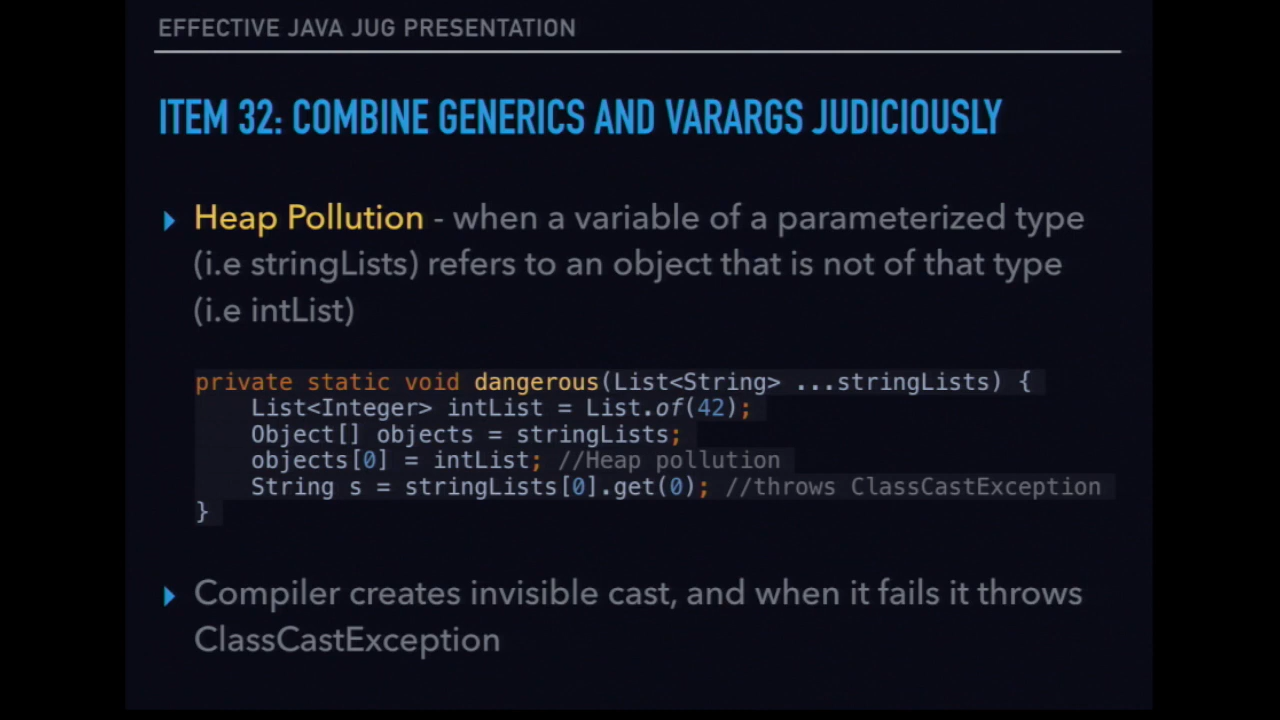 EFFECTIVE JAVA JUG PRESENTATION
ITEM 32: COMBINE GENERICS AND VARARGS JUDICIOUSLY
Heap Pollution - when a variable of a parameterized type
(i.e stringLists) refers to an object that is not of that type
(i.e intList)
private static void dangerous(List<String> ...stringLists) {
    List<Integer> intList = List.of(42);
    Object[] objects = stringLists;
    objects[0] = intList; //Heap pollution
    String s = stringLists[0].get(0); //throws ClassCastException
}
Compiler creates invisible cast, and when it fails it throws
ClassCastException